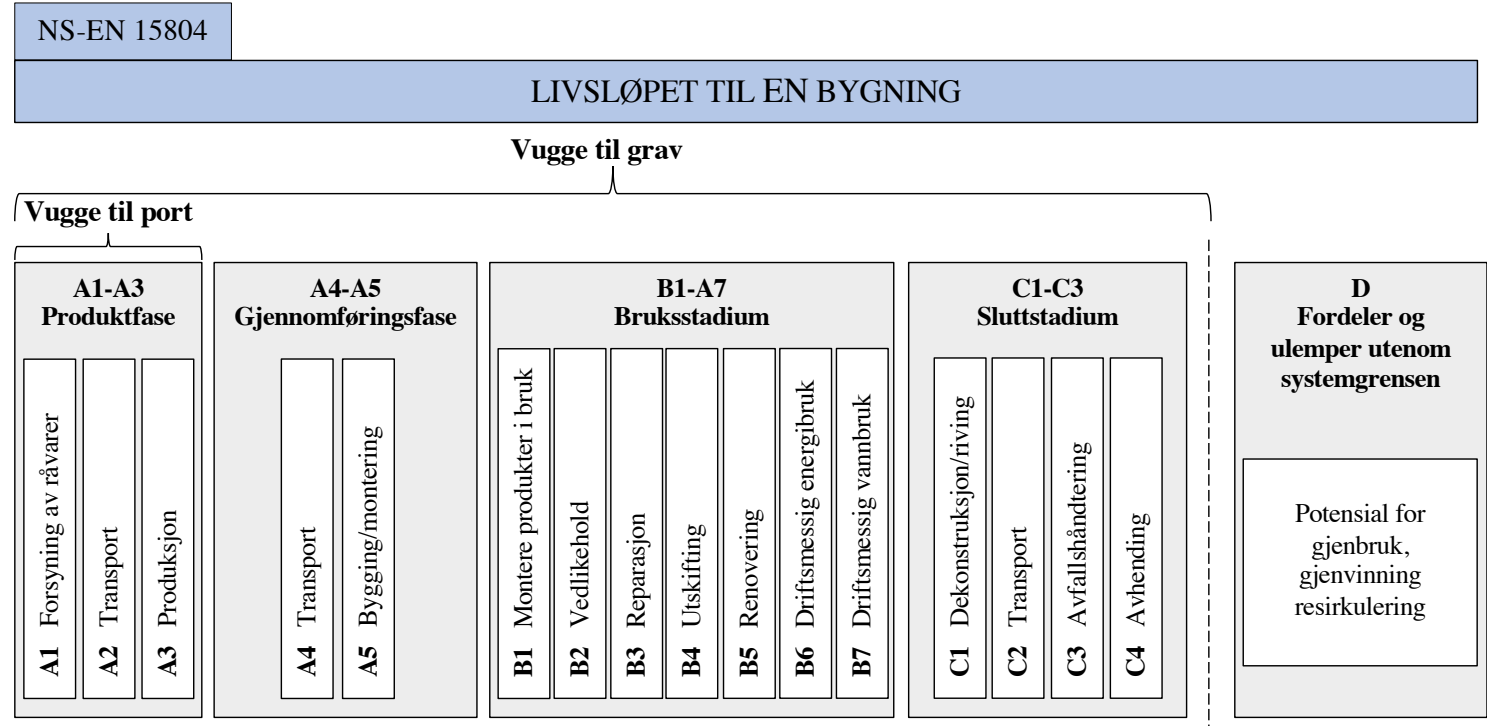 NS-EN 15804
LIVSLØPET TIL EN BYGNING
Vugge til grav
Vugge til port
A1-A3
Produktfase
A1 Forsyning av råvarer
A2 Transport
A3 Produksjon
A4-A5
Gjennomføringsfase
A4 Transport
A5 Bygging/montering
B1-A7
Bruksstadium
B1 Montere produkter i bruk
B2 Vedlikehold
B3 Reparasjon
B4 Utskifting
B5 Renovering
B6 Driftsmessig energibruk
B7 Driftsmessig vannbruk
C1-C3
Sluttstadium
C1 Dekonstruksjon/riving
C2 Transport
C3 Avfallshåndtering
C4 Avhending
D
Fordeler og
ulemper utenom
systemgrensen
Potensial for
gjenbruk,
gjenvinning
resirkulering